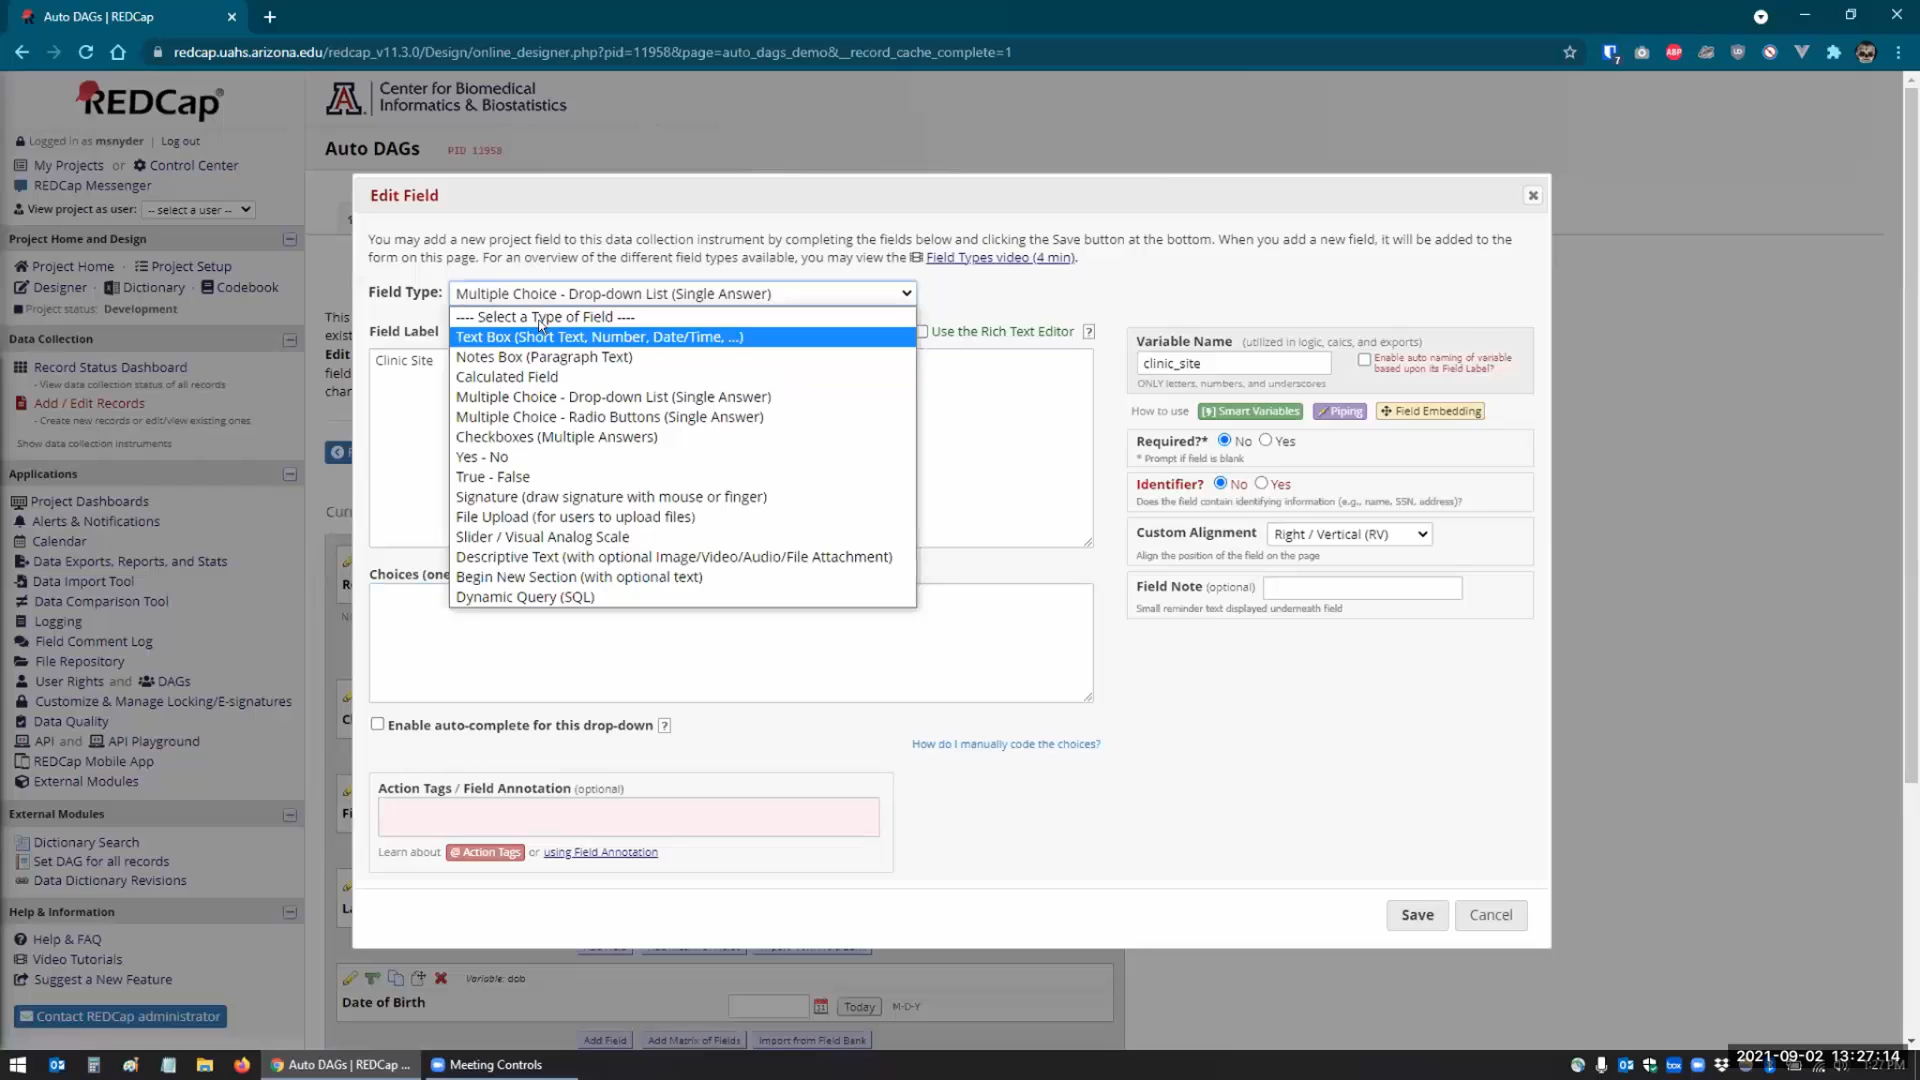 Auto DAGs | REDCap
redcap.uahs.arizona.edu/redcap_v11.3.0/Design/online_designer.php?pid=11958&page=auto_dags_demo&__record_cache_complete=1
REDCap
Center for Biomedical
Informatics & Biostatistics
Logged in as msnyder | Log out
My Projects or Control Center
REDCap Messenger
View project as user: -- select a user --
Auto DAGs PID 11958
Project Home and Design
Project Home · Project Setup
Designer · Dictionary · Codebook
Project status: Development
Data Collection
Record Status Dashboard
- View data collection status of all records
Add / Edit Records
- Create new records or edit/view existing ones
Show data collection instruments
Applications
Project Dashboards
Alerts & Notifications
Calendar
Data Exports, Reports, and Stats
Data Import Tool
Data Comparison Tool
Logging
Field Comment Log
File Repository
User Rights and DAGs
Customize & Manage Locking/E-signatures
Data Quality
API and API Playground
REDCap Mobile App
External Modules
External Modules
Dictionary Search
Set DAG for all records
Data Dictionary Revisions
Help & Information
Help & FAQ
Video Tutorials
Suggest a New Feature
Contact REDCap administrator
Edit Field
You may add a new project field to this data collection instrument by completing the fields below and clicking the Save button at the bottom. When you add a new field, it will be added to the
form on this page. For an overview of the different field types available, you may view the Field Types video (4 min).
Field Type: Multiple Choice - Drop-down List (Single Answer)
---- Select a Type of Field ----
Text Box (Short Text, Number, Date/Time, ...)
Notes Box (Paragraph Text)
Calculated Field
Multiple Choice - Drop-down List (Single Answer)
Multiple Choice - Radio Buttons (Single Answer)
Checkboxes (Multiple Answers)
Yes - No
True - False
Signature (draw signature with mouse or finger)
File Upload (for users to upload files)
Slider / Visual Analog Scale
Descriptive Text (with optional Image/Video/Audio/File Attachment)
Begin New Section (with optional text)
Dynamic Query (SQL)
Field Label Use the Rich Text Editor ?
Clinic Site
Choices (one
Enable auto-complete for this drop-down ?
How do I manually code the choices?
Action Tags / Field Annotation (optional)
Learn about @ Action Tags or using Field Annotation
Variable Name (utilized in logic, calcs, and exports)
clinic_site
Enable auto naming of variable
based upon its Field Label?
ONLY letters, numbers, and underscores
How to use Smart Variables Piping Field Embedding
Required?* No Yes
* Prompt if field is blank
Identifier? No Yes
Does the field contain identifying information (e.g., name, SSN, address)?
Custom Alignment Right / Vertical (RV)
Align the position of the field on the page
Field Note (optional)
Small reminder text displayed underneath field
Save Cancel
This
exist
Edit
field
char
Variable: dob
Date of Birth Today M-D-Y
Add Field Add Matrix of Fields Import from Field Bank
Auto DAGs | REDCap ...
Meeting Controls
2021-09-02 13:27:14